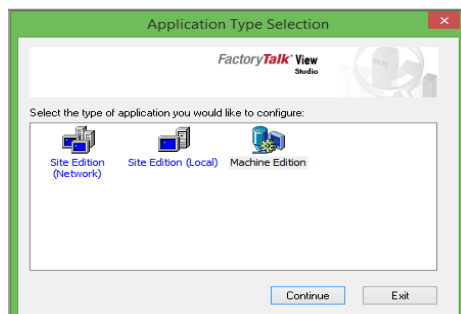 Application Type Selection
FactoryTalk View
Studio
Select the type of application you would like to configure:
Site Edition (Network)
Site Edition (Local)
Machine Edition
Continue
Exit